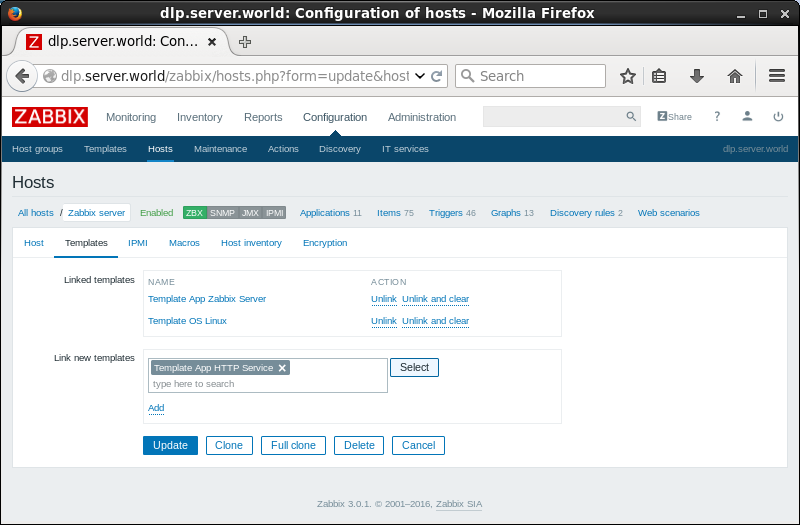 dlp.server.world: Configuration of hosts - Mozilla Firefox
dlp.server.world: Con...
dlp.server.world/zabbix/hosts.php?form=update&host
Search
ZABBIX Monitoring Inventory Reports Configuration Administration Z Share ?
Host groups Templates Hosts Maintenance Actions Discovery IT services dlp.server.world
Hosts
All hosts / Zabbix server Enabled ZBX SNMP JMX IPMI Applications 11 Items 75 Triggers 46 Graphs 13 Discovery rules 2 Web scenarios
Host Templates IPMI Macros Host inventory Encryption
Linked templates NAME ACTION
Template App Zabbix Server Unlink Unlink and clear
Template OS Linux Unlink Unlink and clear
Link new templates Template App HTTP Service Select
type here to search
Add
Update Clone Full clone Delete Cancel
Zabbix 3.0.1. © 2001–2016, Zabbix SIA